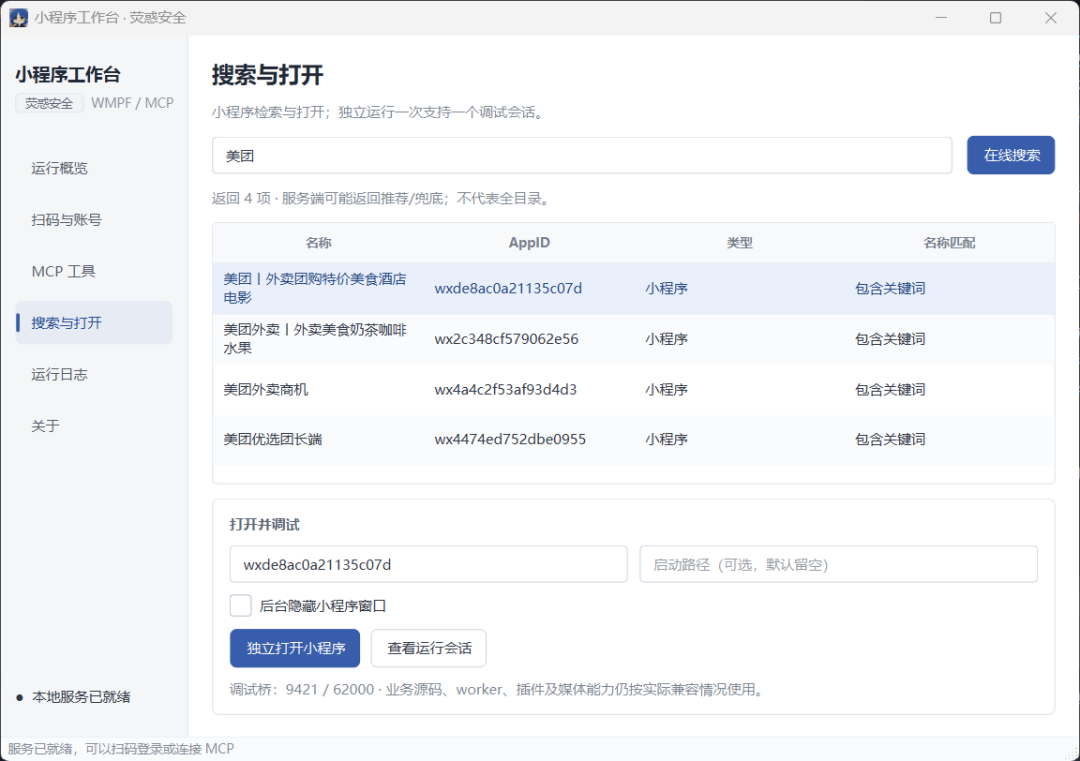 小程序工作台 · 荧惑安全
小程序工作台
荧惑安全 WMPF / MCP
运行概览
扫码与账号
MCP 工具
搜索与打开
运行日志
关于
本地服务已就绪
搜索与打开
小程序检索与打开；独立运行一次支持一个调试会话。
美团
在线搜索
返回 4 项 · 服务端可能返回推荐/兜底；不代表全目录。
名称 AppID 类型 名称匹配
美团丨外卖团购特价美食酒店
电影
wxde8ac0a21135c07d 小程序 包含关键词
美团外卖丨外卖美食奶茶咖啡
水果
wx2c348cf579062e56 小程序 包含关键词
美团外卖商机 wx4a4c2f53af93d4d3 小程序 包含关键词
美团优选团长端 wx4474ed752dbe0955 小程序 包含关键词
打开并调试
wxde8ac0a21135c07d 启动路径（可选，默认留空）
后台隐藏小程序窗口
独立打开小程序 查看运行会话
调试桥：9421 / 62000 · 业务源码、worker、插件及媒体能力仍按实际兼容情况使用。
服务已就绪，可以扫码登录或连接 MCP